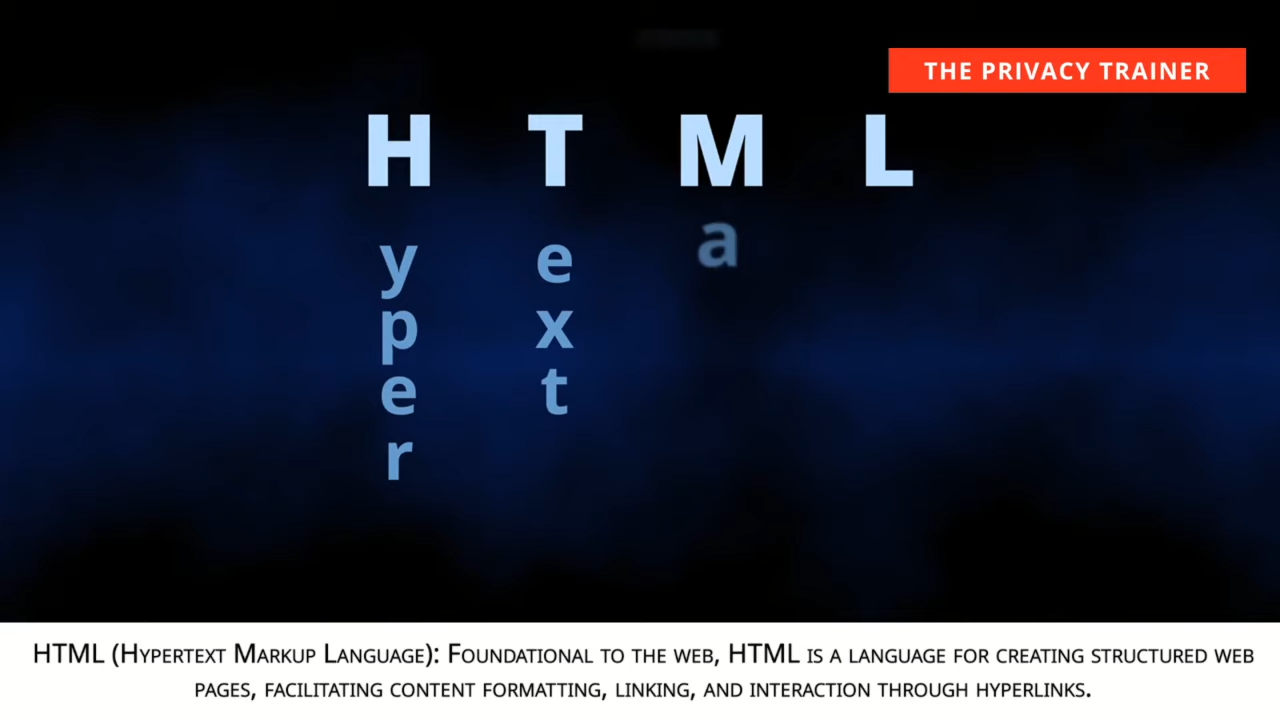 THE PRIVACY TRAINER
H T M L
y e a
p x
e t
r
HTML (Hypertext Markup Language): Foundational to the web, HTML is a language for creating structured web
pages, facilitating content formatting, linking, and interaction through hyperlinks.